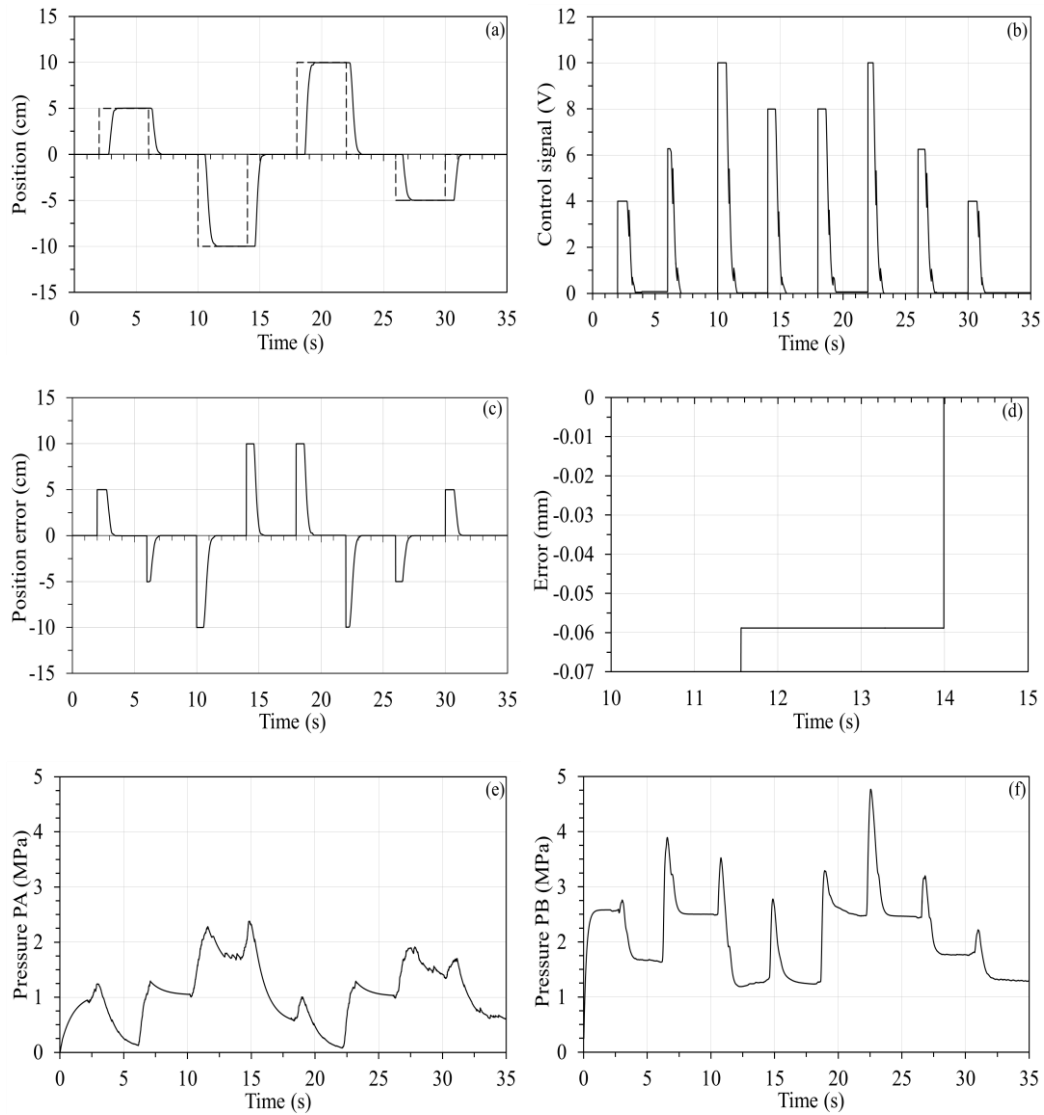 (a)
15
10
5
0
-5
-10
-15
Position (cm)
0 5 10 15 20 25 30 35
Time (s)
(b)
12
10
8
6
4
2
0
Control signal (V)
0 5 10 15 20 25 30 35
Time (s)
(c)
15
10
5
0
-5
-10
-15
Position error (cm)
0 5 10 15 20 25 30 35
Time (s)
(d)
0
-0.01
-0.02
-0.03
-0.04
-0.05
-0.06
-0.07
Error (mm)
10 11 12 13 14 15
Time (s)
(e)
5
4
3
2
1
0
Pressure PA (MPa)
0 5 10 15 20 25 30 35
Time (s)
(f)
5
4
3
2
1
0
Pressure PB (MPa)
0 5 10 15 20 25 30 35
Time (s)